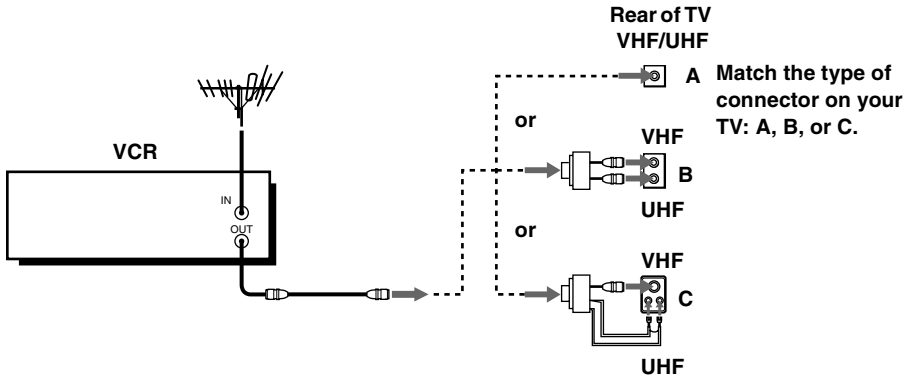 Rear of TV
VHF/UHF
A
Match the type of
connector on your
TV: A, B, or C.
or
VHF
VCR
B
IN
UHF
OUT
or
VHF
C
UHF